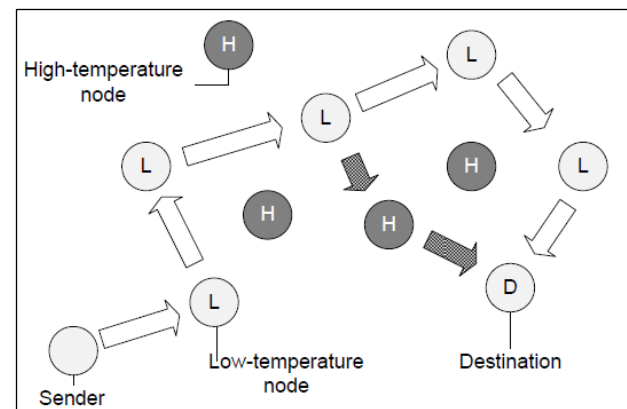 H
High-temperature
node
L
L
L
L
H
H
H
L
D
Low-temperature
node
Destination
Sender